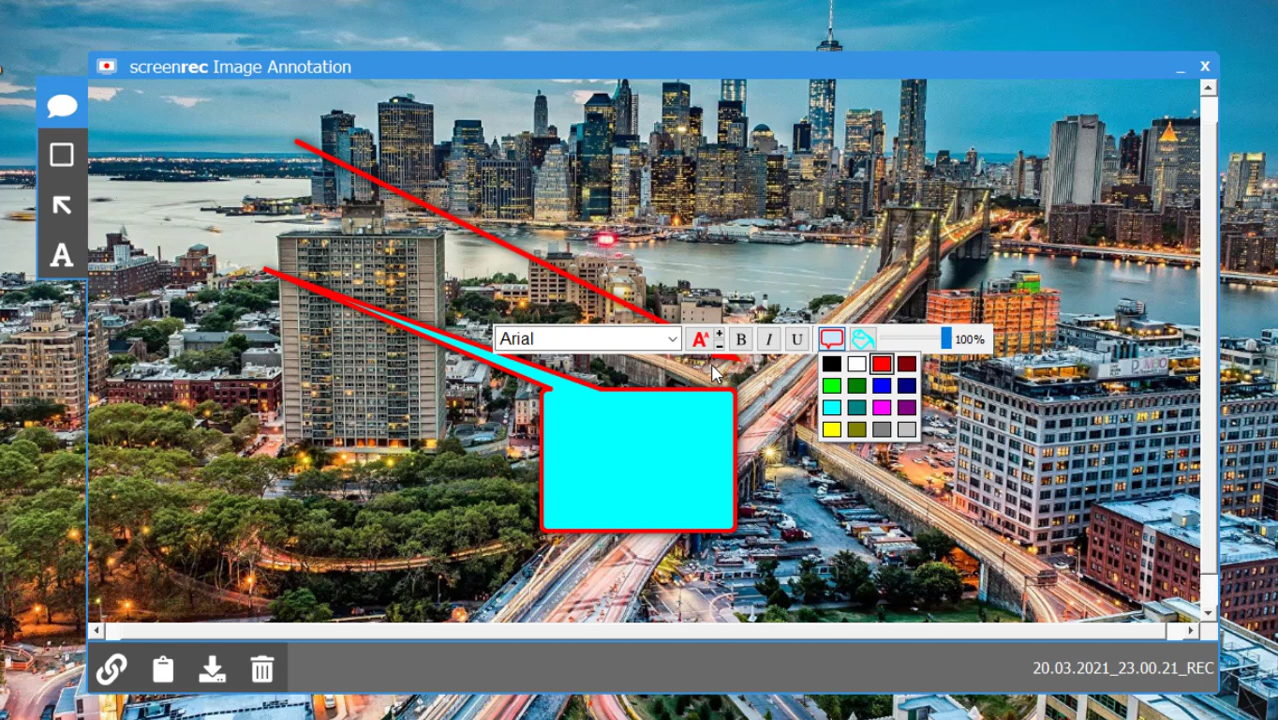 screenrec Image Annotation
_ x
A
Arial A + - B I U 100%
20.03.2021_23.00.21_REC